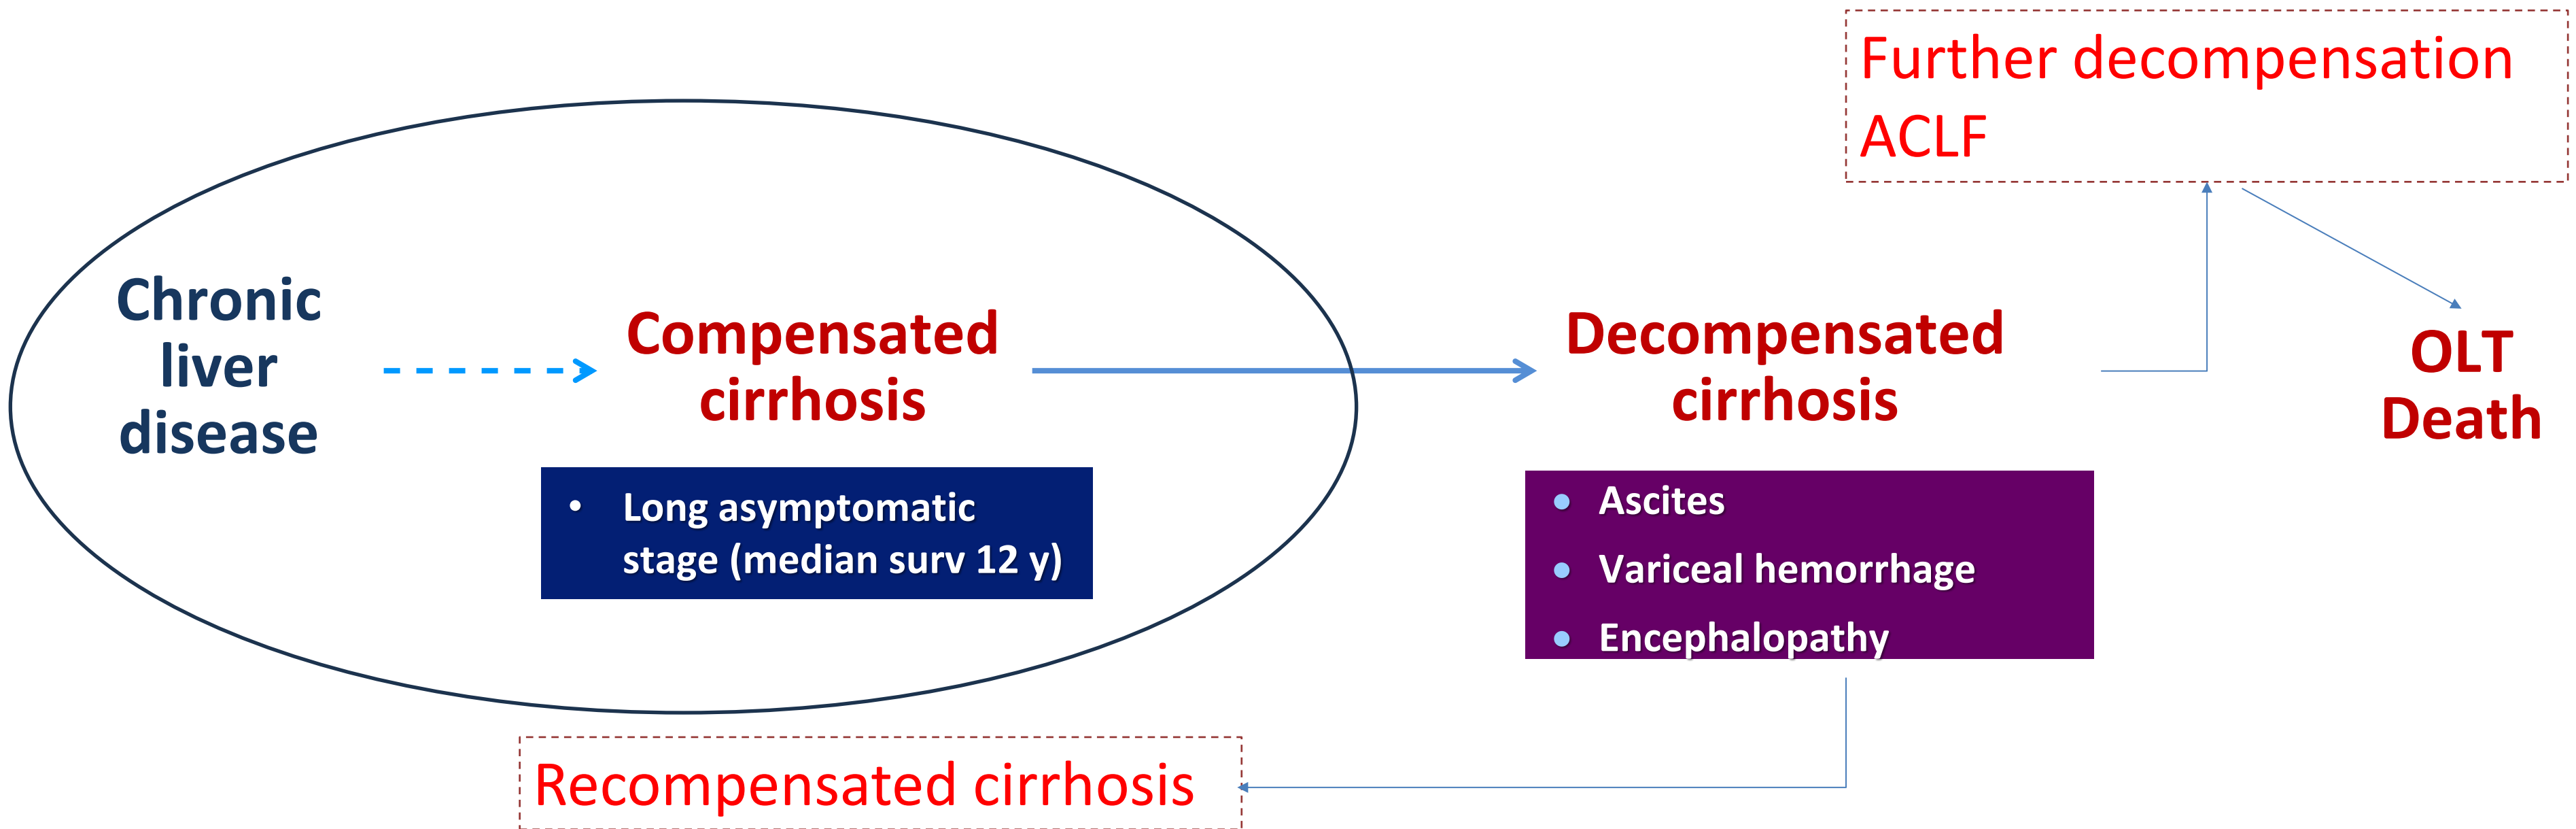 Further decompensation
ACLF
Chronic
liver
disease
Compensated
cirrhosis
• Long asymptomatic
stage (median surv 12 y)
Decompensated
cirrhosis
• Ascites
• Variceal hemorrhage
• Encephalopathy
OLT
Death
Recompensated cirrhosis